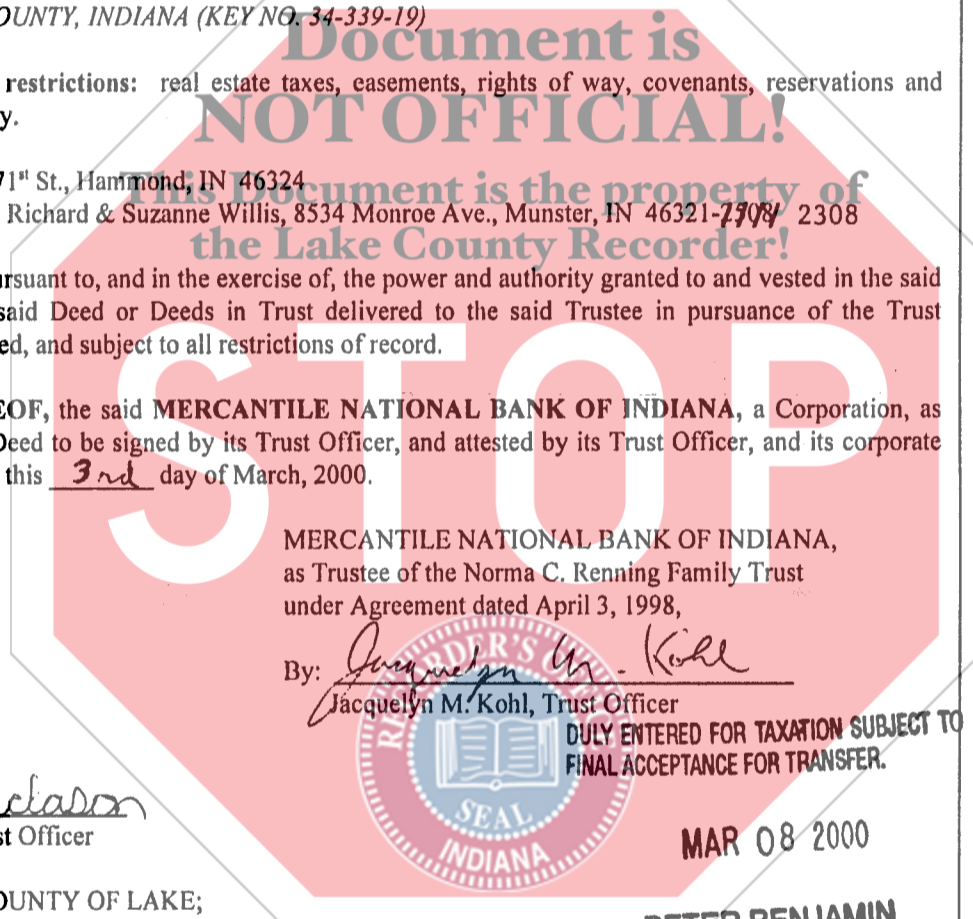 OUNTY, INDIANA (KEY NO. 34-339-19)
Document is
restrictions: real estate taxes, easements, rights of way, covenants, reservations and
NOT OFFICIAL!
y.
71st St., Hammond, IN 46324
This Document is the property of
Richard & Suzanne Willis, 8534 Monroe Ave., Munster, IN 46321- 2308
the Lake County Recorder!
rsuant to, and in the exercise of, the power and authority granted to and vested in the said
said Deed or Deeds in Trust delivered to the said Trustee in pursuance of the Trust
ed, and subject to all restrictions of record.
STOP
EOF, the said MERCANTILE NATIONAL BANK OF INDIANA, a Corporation, as
Deed to be signed by its Trust Officer, and attested by its Trust Officer, and its corporate
this 3rd day of March, 2000.
MERCANTILE NATIONAL BANK OF INDIANA,
as Trustee of the Norma C. Renning Family Trust
under Agreement dated April 3, 1998,
By: Jacquelyn M. Kohl
Jacquelyn M. Kohl, Trust Officer
RECORDER'S OFFICE
SEAL
INDIANA
DULY ENTERED FOR TAXATION SUBJECT TO
FINAL ACCEPTANCE FOR TRANSFER.
clason
st Officer
MAR 08 2000
OUNTY OF LAKE;
PETER BENJAMIN